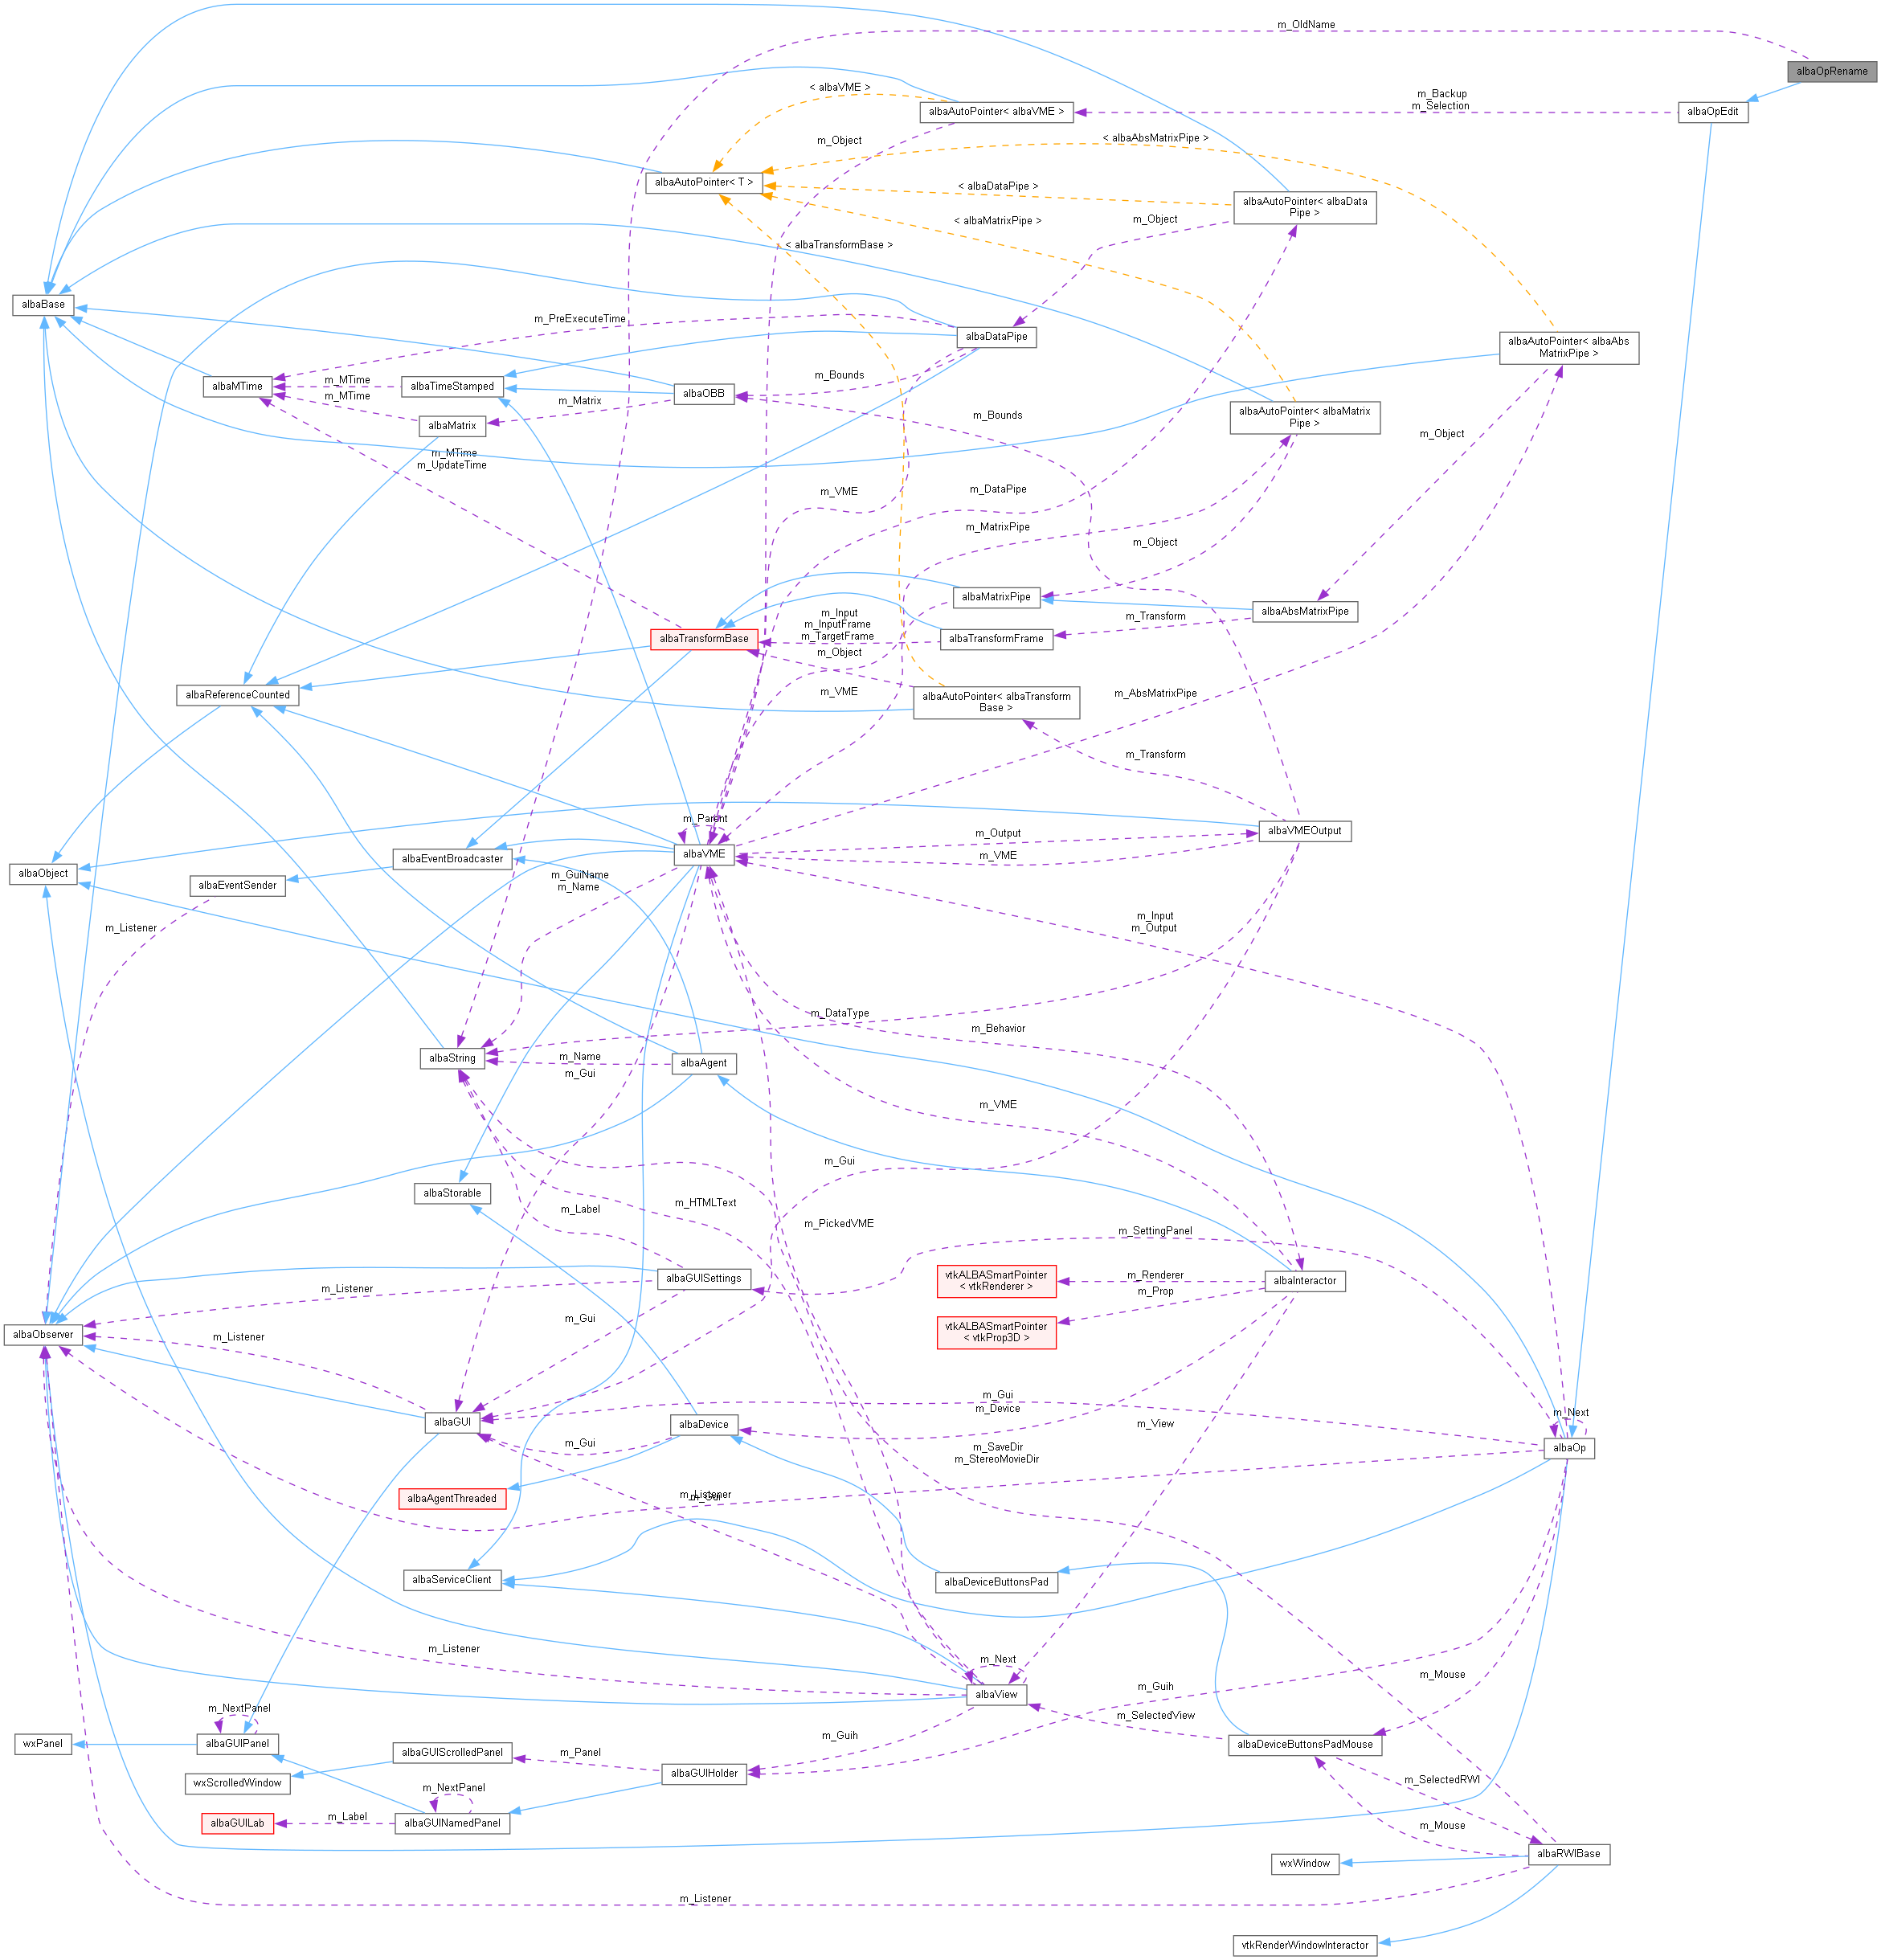 m_OldName
albaOpRename
< albaVME >
m_Backup
m_Selection
albaAutoPointer< albaVME >
albaOpEdit
m_Object
< albaAbsMatrixPipe >
albaAutoPointer< T >
< albaDataPipe >
albaAutoPointer< albaData
Pipe >
m_Object
< albaMatrixPipe >
< albaTransformBase >
albaBase
m_PreExecuteTime
albaDataPipe
albaAutoPointer< albaAbs
MatrixPipe >
albaMTime
m_MTime
albaTimeStamped
m_Bounds
albaOBB
m_MTime
m_Matrix
albaMatrix
m_Bounds
albaAutoPointer< albaMatrix
Pipe >
m_Object
m_MTime
m_UpdateTime
m_VME
m_DataPipe
m_MatrixPipe
m_Object
albaMatrixPipe
albaAbsMatrixPipe
m_Input
m_InputFrame
m_TargetFrame
m_Transform
albaTransformBase
albaTransformFrame
m_Object
albaReferenceCounted
m_VME
albaAutoPointer< albaTransform
Base >
m_AbsMatrixPipe
m_Transform
m_Parent
m_Output
albaVMEOutput
albaObject
albaEventBroadcaster
albaVME
m_VME
albaEventSender
m_GuiName
m_Name
m_Input
m_Output
m_Listener
m_DataType
m_Behavior
albaString
m_Name
albaAgent
m_Gui
m_VME
m_Gui
albaStorable
m_HTMLText
m_Label
m_PickedVME
m_SettingPanel
albaGUISettings
vtkALBASmartPointer
< vtkRenderer >
m_Renderer
albaInteractor
m_Listener
m_Prop
m_Gui
albaObserver
m_Listener
vtkALBASmartPointer
< vtkProp3D >
m_Gui
m_Device
m_Next
albaGUI
albaDevice
m_View
m_Gui
m_SaveDir
m_StereoMovieDir
albaOp
albaAgentThreaded
m_Listener
m_Gui
albaServiceClient
albaDeviceButtonsPad
m_Listener
m_Next
m_Mouse
m_Guih
albaView
m_NextPanel
m_SelectedView
wxPanel
albaGUIPanel
m_Guih
albaDeviceButtonsPadMouse
albaGUIScrolledPanel
m_Panel
albaGUIHolder
wxScrolledWindow
m_NextPanel
m_SelectedRWI
albaGUILab
m_Label
albaGUINamedPanel
m_Mouse
albaRWIBase
wxWindow
m_Listener
vtkRenderWindowInteractor